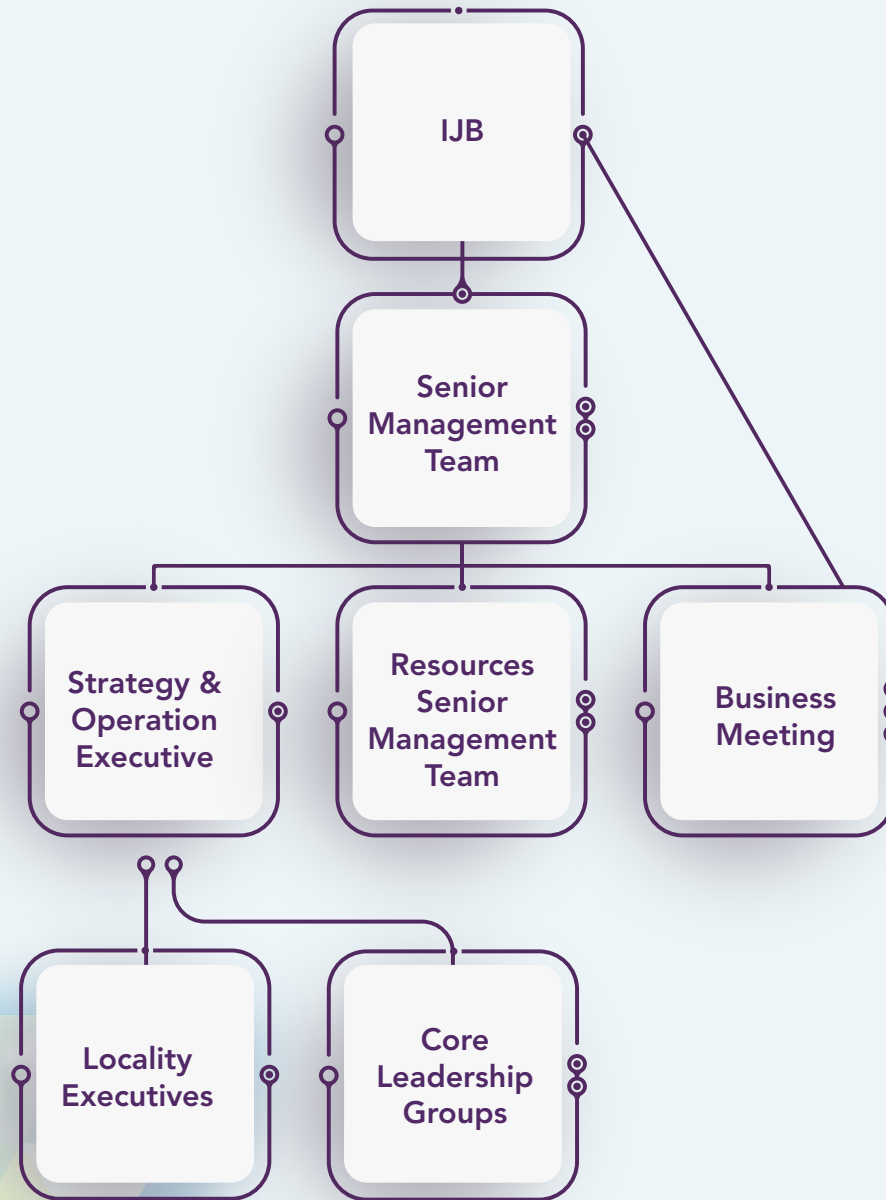 IJB
Senior
Management
Team
Strategy &
Operation
Executive
Resources
Senior
Management
Team
Business
Meeting
Locality
Executives
Core
Leadership
Groups